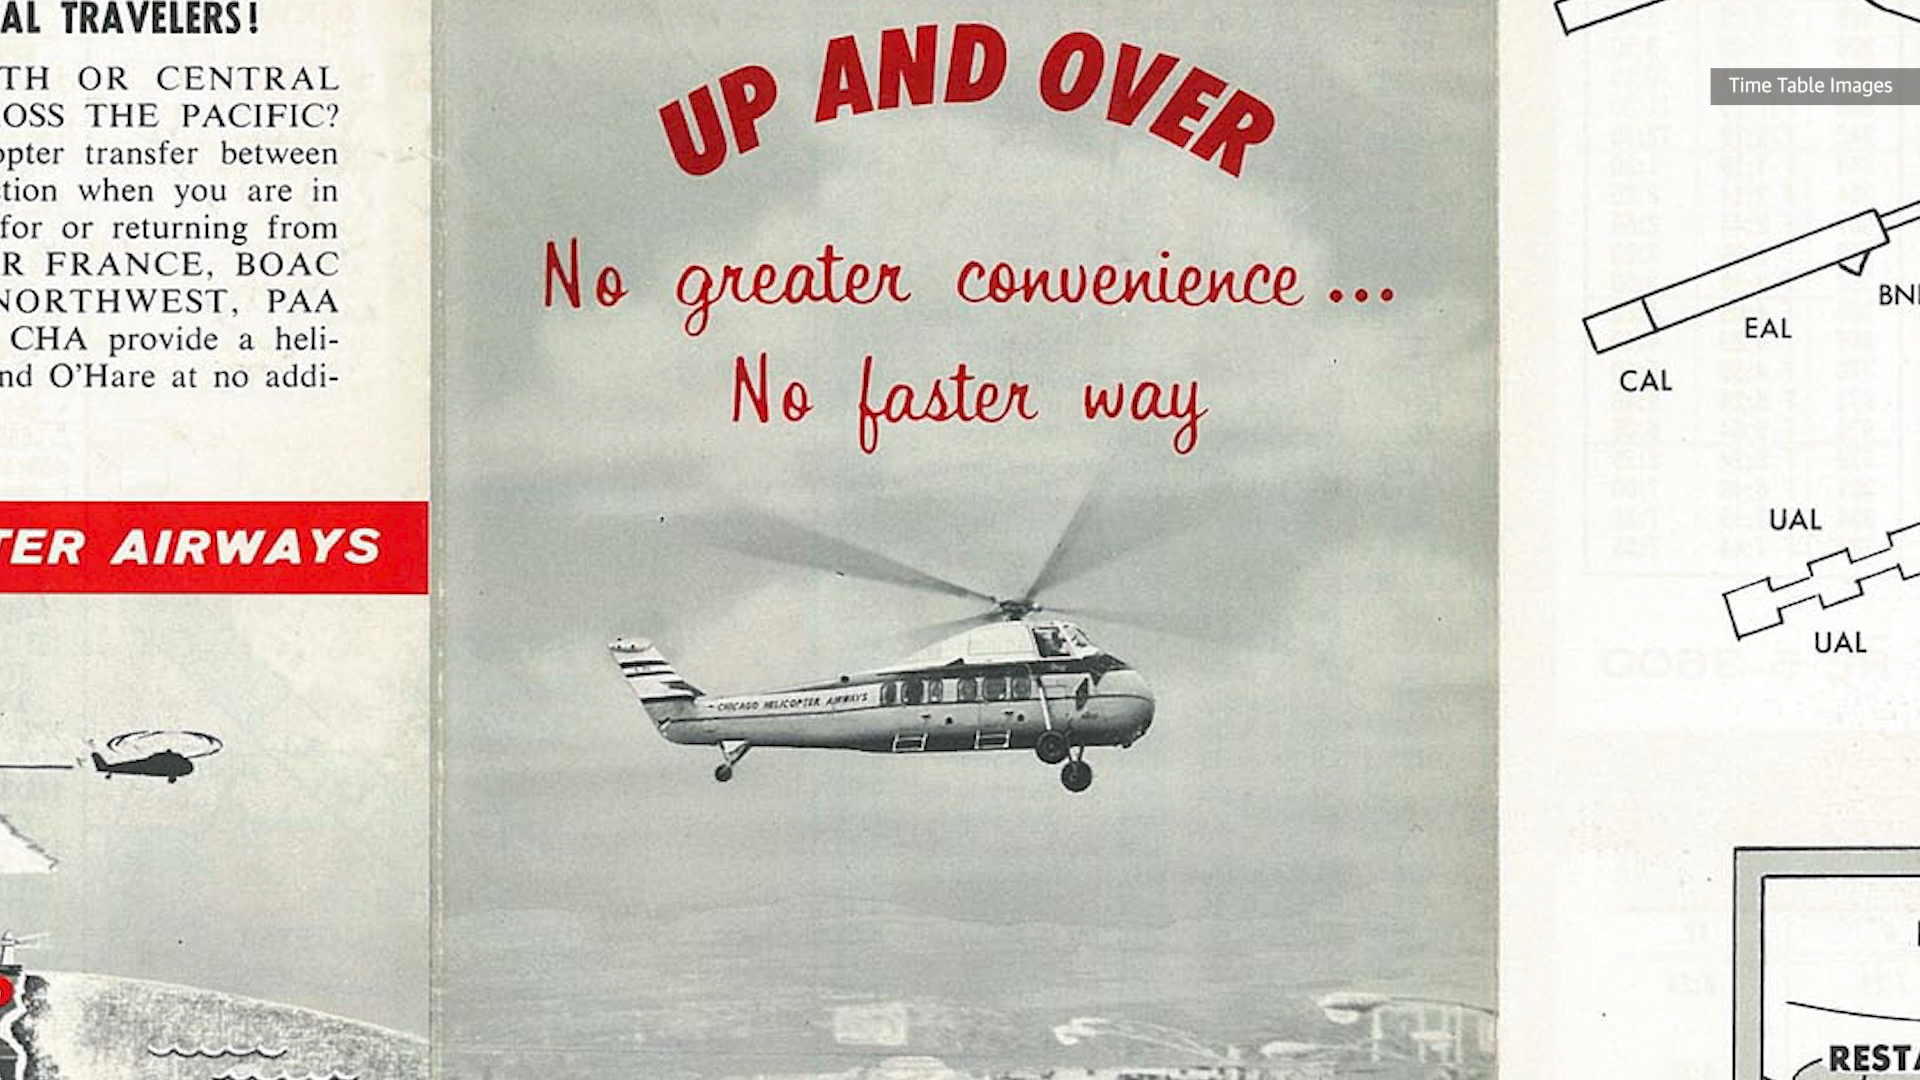 AL TRAVELERS!
TH OR CENTRAL
OSS THE PACIFIC?
opter transfer between
ction when you are in
for or returning from
R FRANCE, BOAC
NORTHWEST, PAA
CHA provide a heli-
nd O'Hare at no addi-
TER AIRWAYS
UP AND OVER
No greater convenience...
No faster way
CHICAGO HELICOPTER AIRWAYS
Time Table Images
BNI
EAL
CAL
UAL
UAL
RESTA